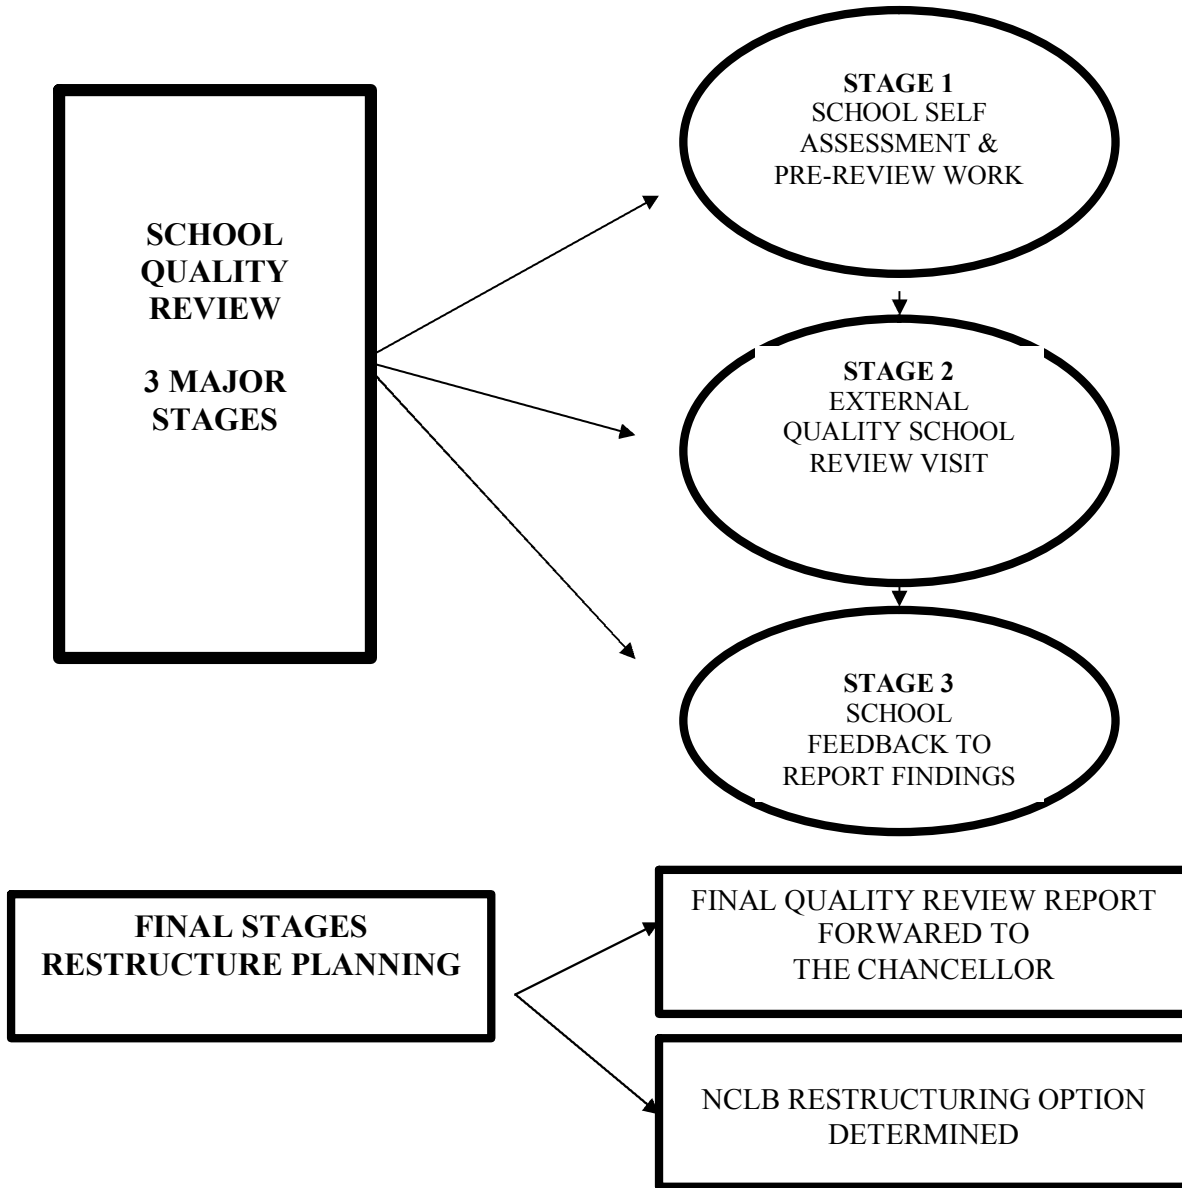 SCHOOL
QUALITY
REVIEW
3 MAJOR
STAGES
STAGE 1
SCHOOL SELF
ASSESSMENT &
PRE-REVIEW WORK
STAGE 2
EXTERNAL
QUALITY SCHOOL
REVIEW VISIT
STAGE 3
SCHOOL
FEEDBACK TO
REPORT FINDINGS
FINAL STAGES
RESTRUCTURE PLANNING
FINAL QUALITY REVIEW REPORT
FORWARED TO
THE CHANCELLOR
NCLB RESTRUCTURING OPTION
DETERMINED